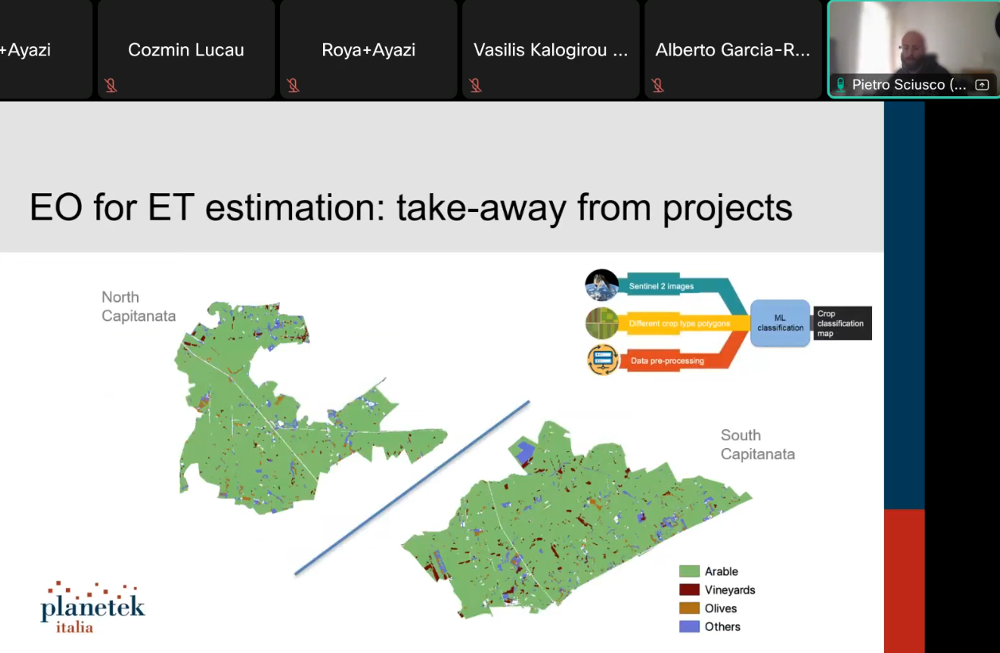 +Ayazi
Cozmin Lucau
Roya+Ayazi
Vasilis Kalogirou ...
Alberto Garcia-R...
Pietro Sciusco (...
EO for ET estimation: take-away from projects
North
Capitanata
Sentinel 2 images
Different crop type polygons
Data pre-processing
ML
classification
Crop
classification
map
South
Capitanata
Arable
Vineyards
Olives
Others
planetek
italia